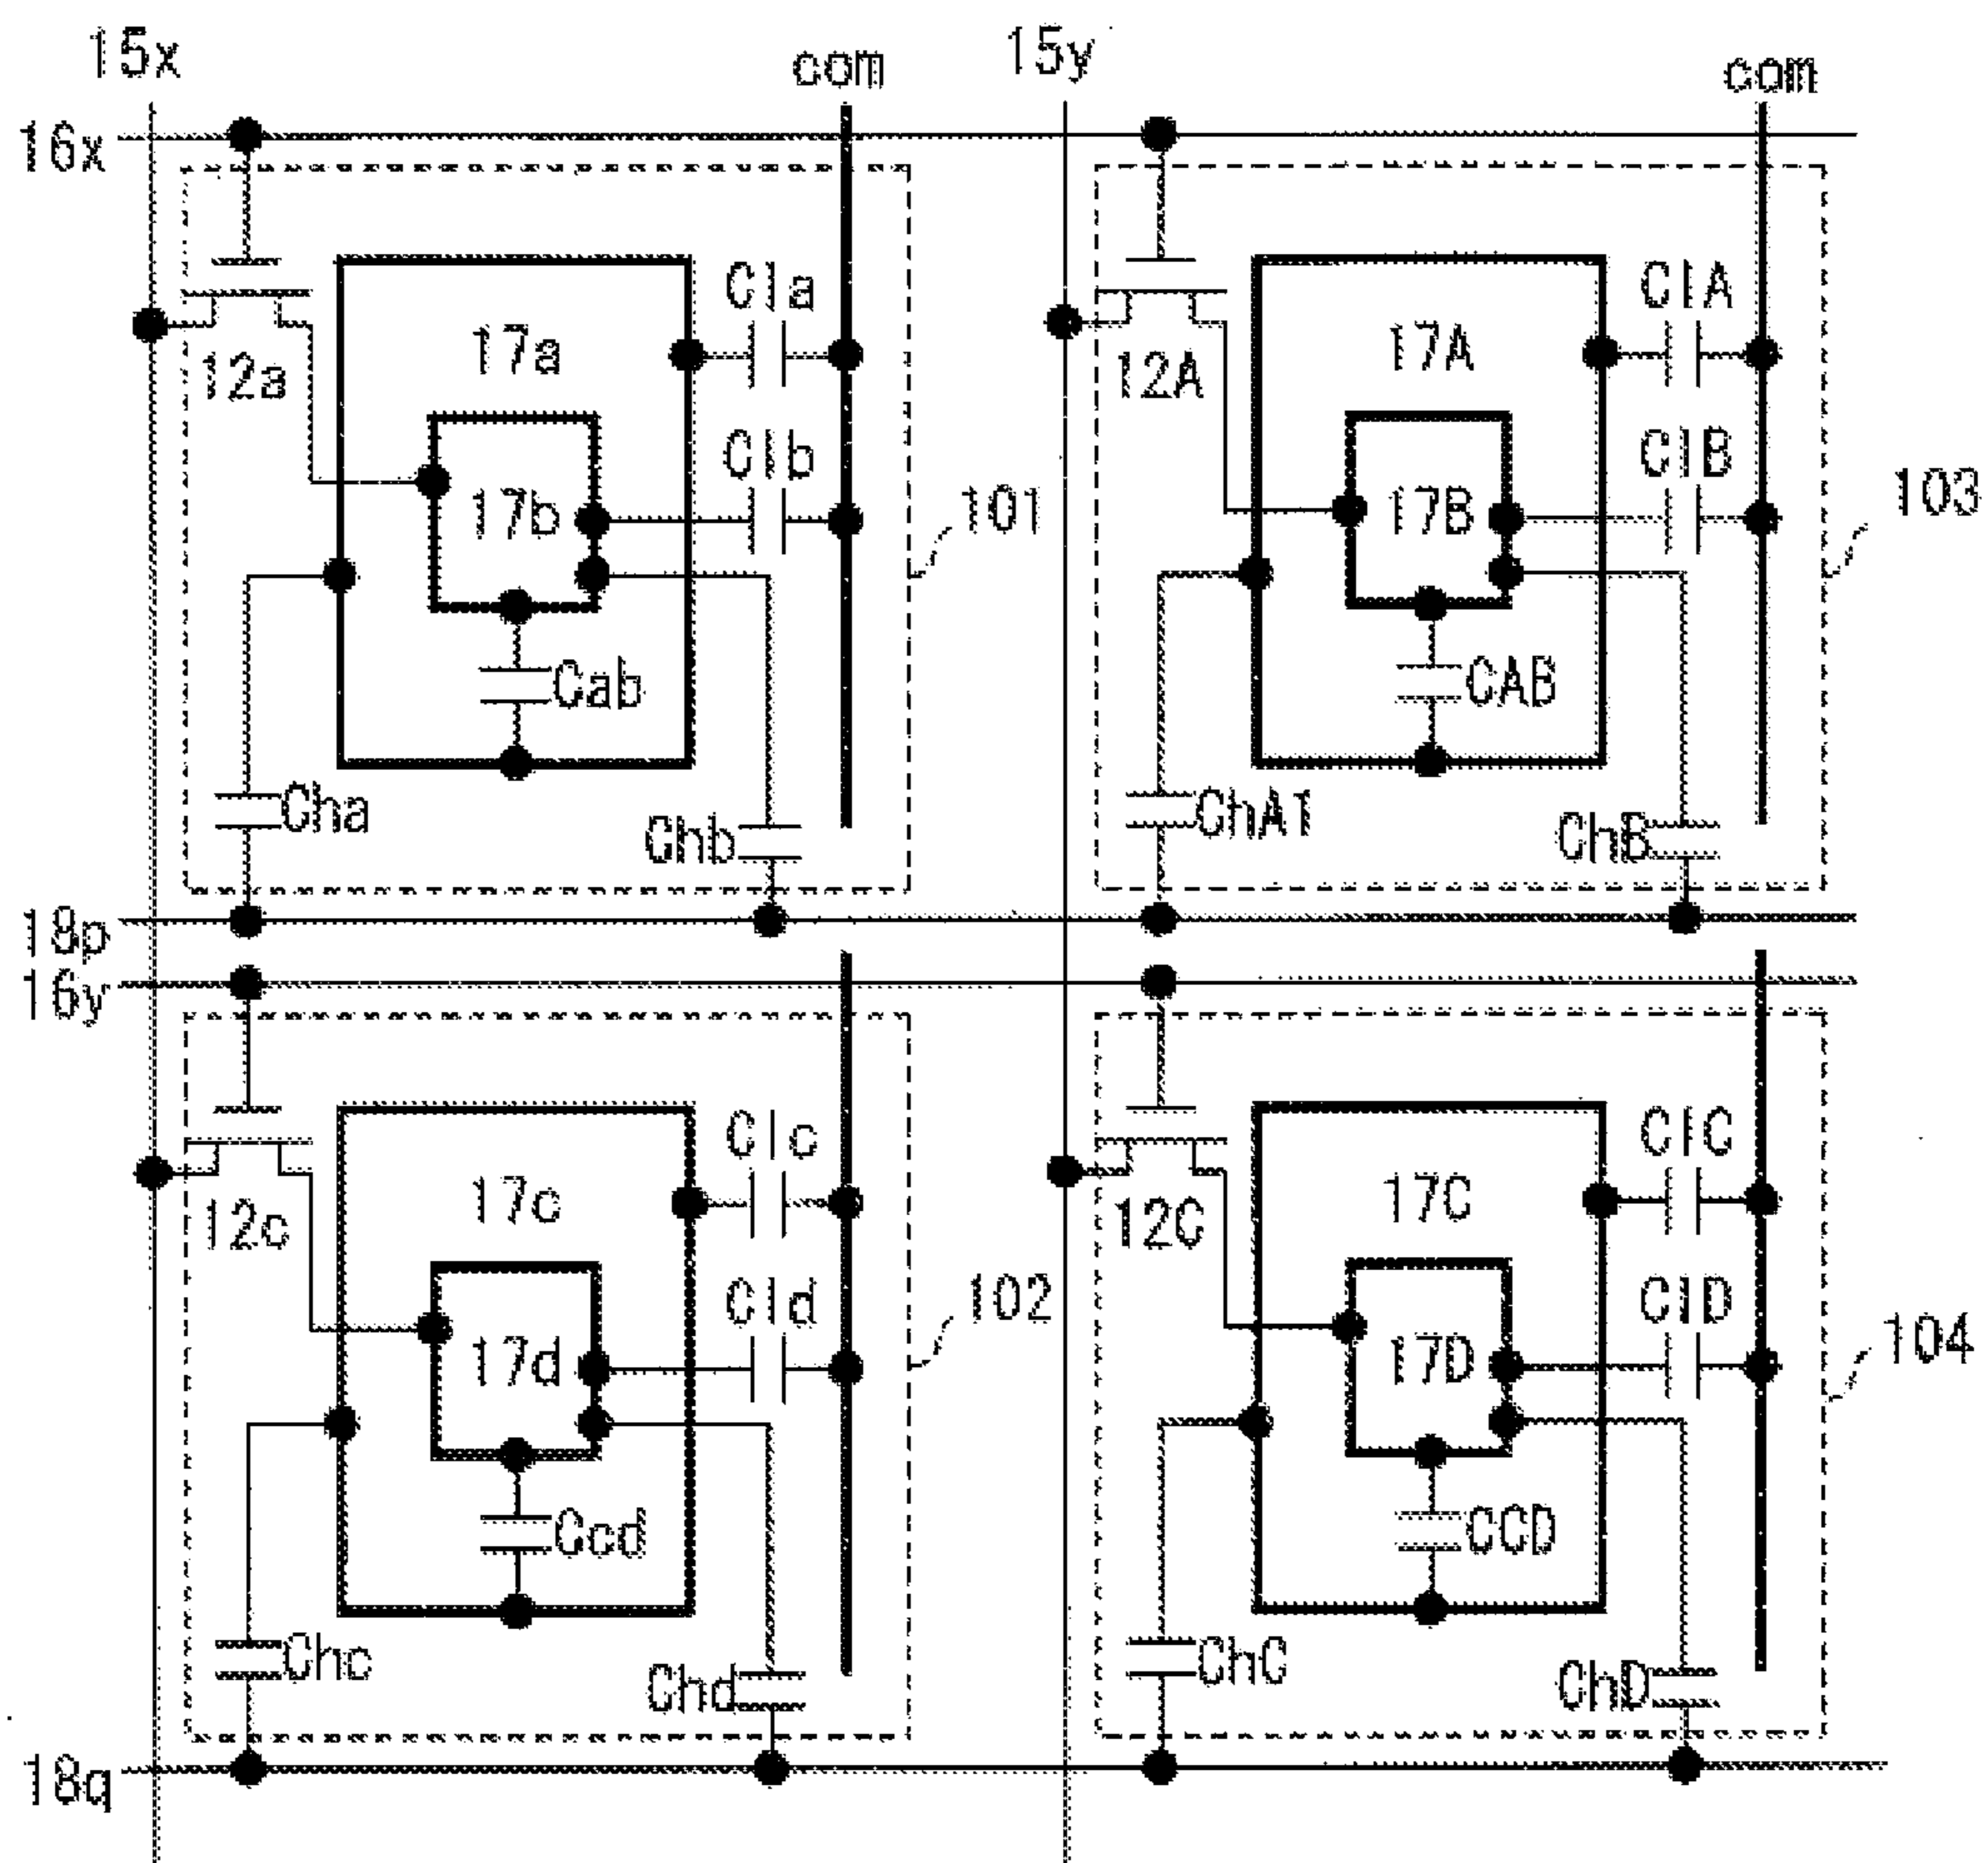 15x
com
15y
com
16x
Cla
ClA
17a
17A
12a
12A
Clb
ClB
17b
17B
101
103
Cab
CAB
Cha
ChA1
Chb
ChB
18p
16y
Clc
ClC
17c
17C
12c
12C
Cld
ClD
102
104
17d
17D
Ccd
CCD
Chc
ChC
Chd
ChD
18q